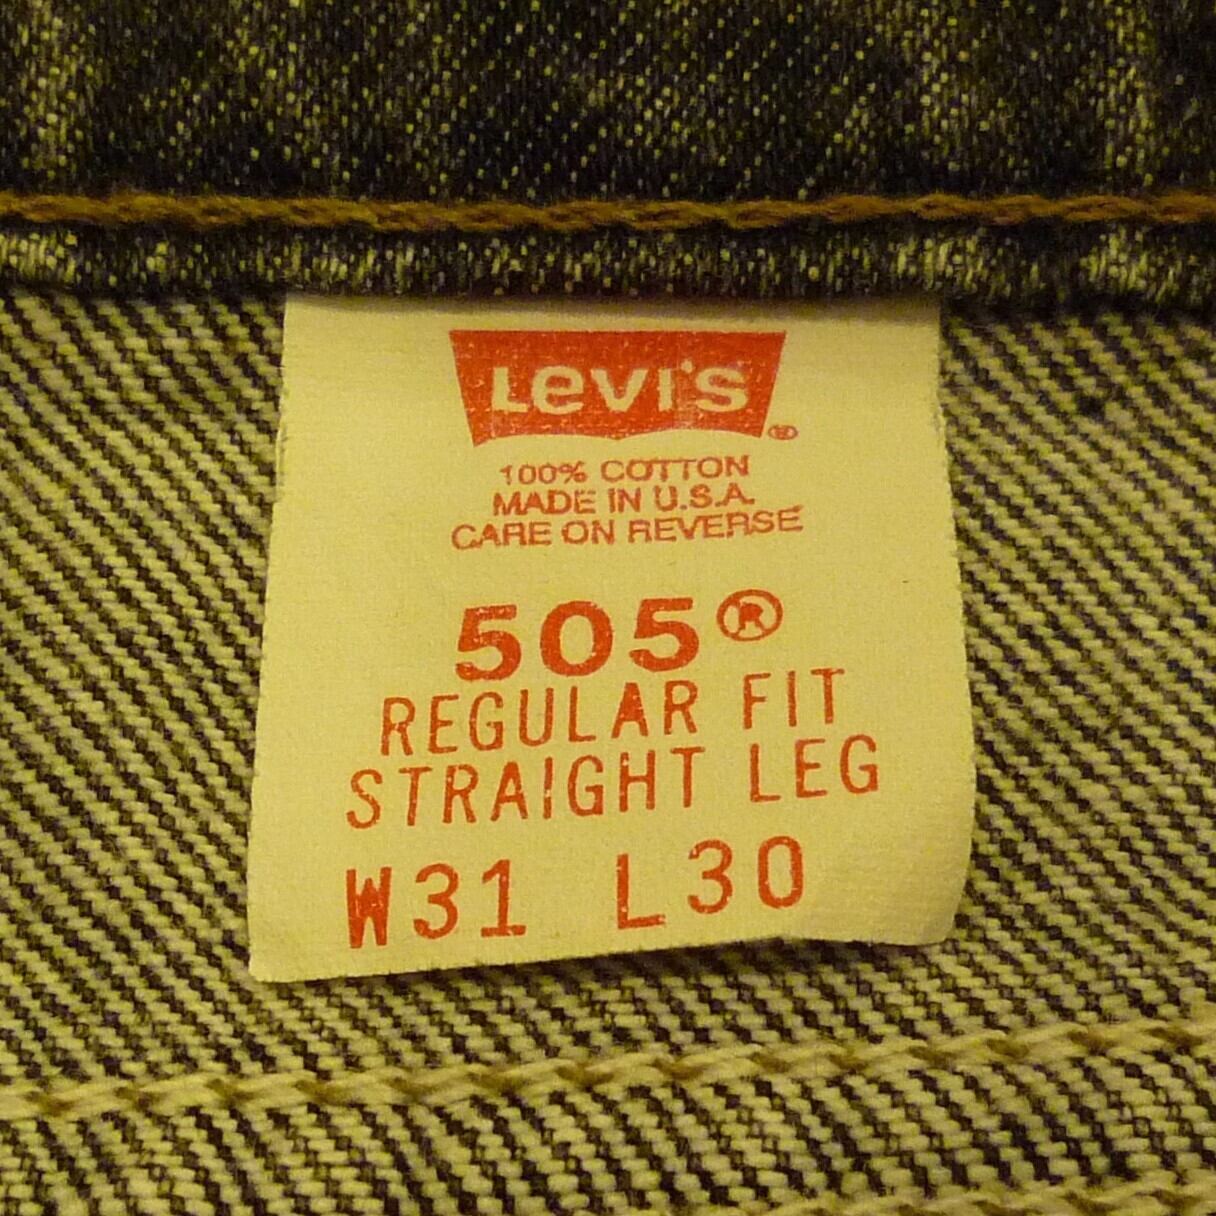 Levi's®
100% COTTON
MADE IN U.S.A.
CARE ON REVERSE
505®
REGULAR FIT
STRAIGHT LEG
W31 L30